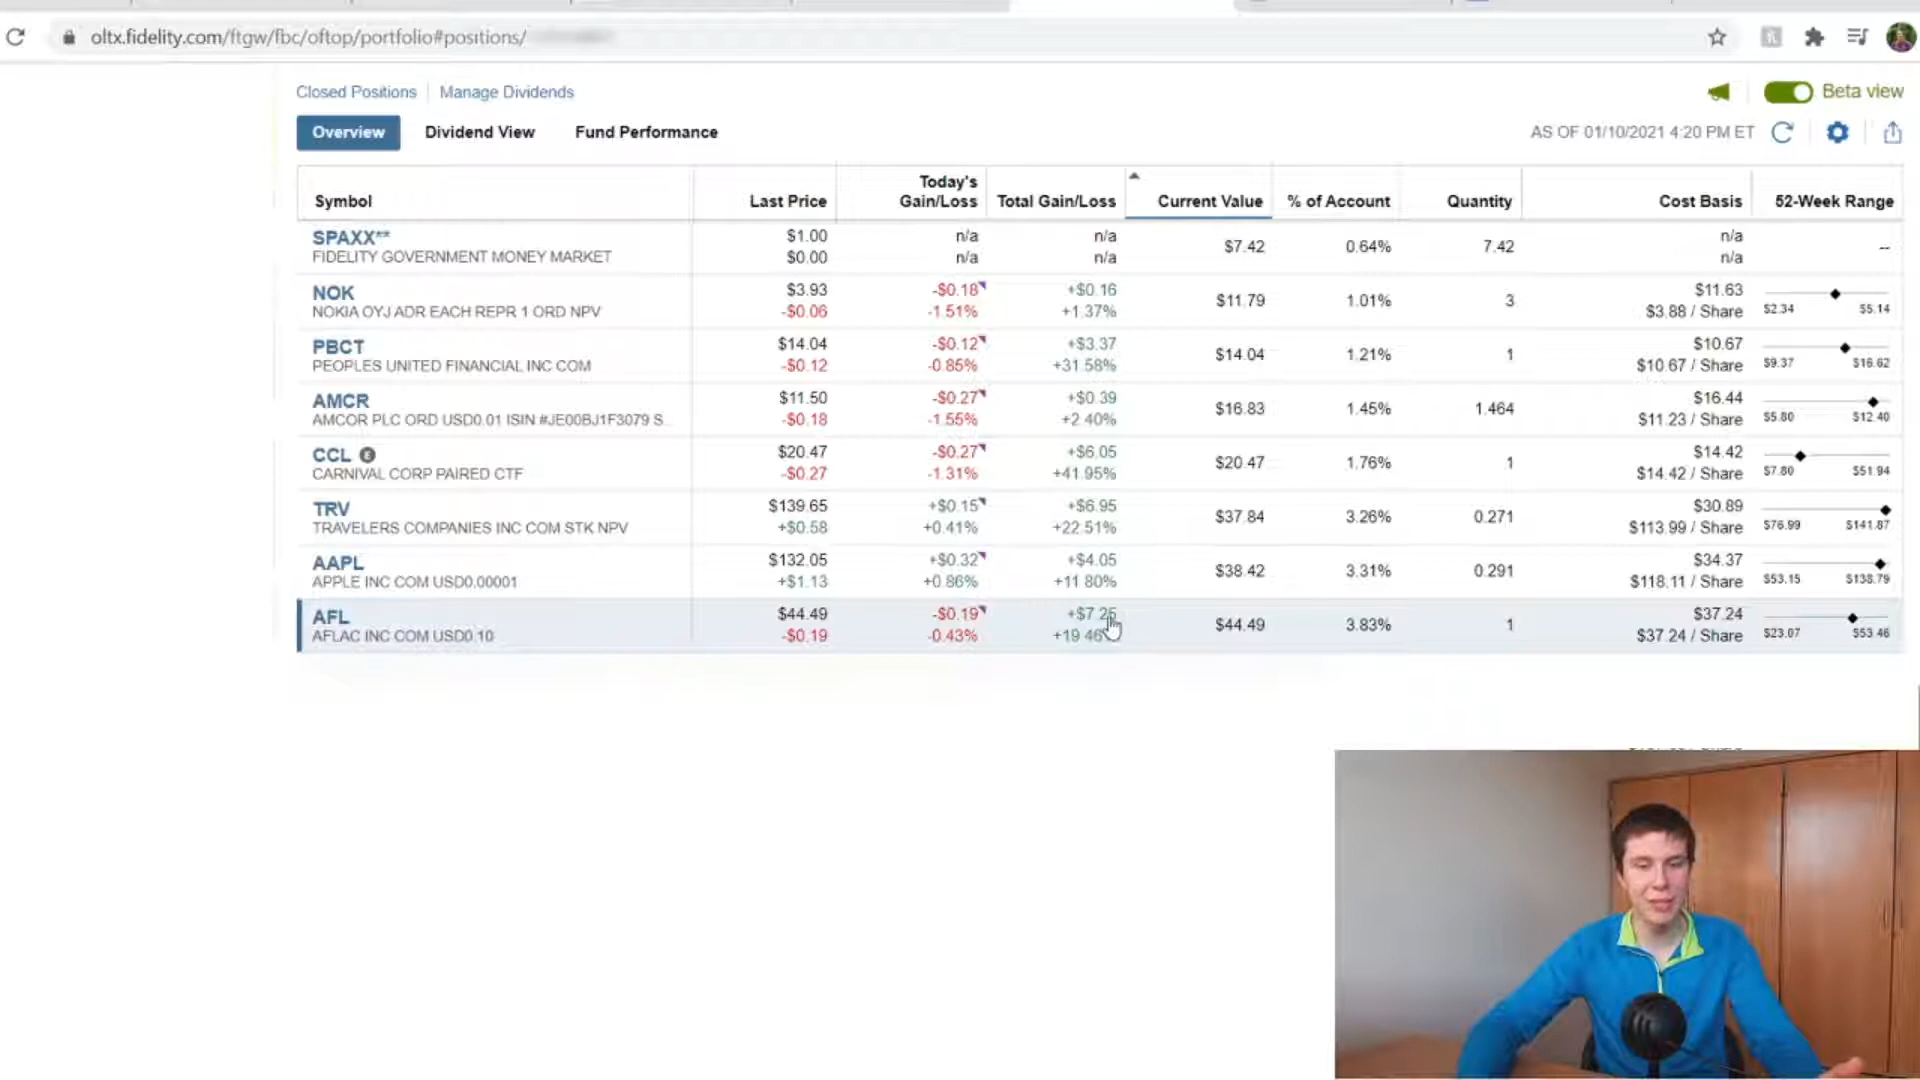 oltx.fidelity.com/ftgw/fbc/oftop/portfolio#positions/
Closed Positions Manage Dividends Beta view
Overview Dividend View Fund Performance AS OF 01/10/2021 4:20 PM ET
Symbol Last Price Today's Gain/Loss Total Gain/Loss Current Value % of Account Quantity Cost Basis 52-Week Range
SPAXX** $1.00 n/a n/a $7.42 0.64% 7.42 n/a --
FIDELITY GOVERNMENT MONEY MARKET $0.00 n/a n/a n/a
NOK $3.93 -$0.18 +$0.16 $11.79 1.01% 3 $11.63
NOKIA OYJ ADR EACH REPR 1 ORD NPV -$0.06 -1.51% +1.37% $3.88 / Share $2.34 $5.14
PBCT $14.04 -$0.12 +$3.37 $14.04 1.21% 1 $10.67
PEOPLES UNITED FINANCIAL INC COM -$0.12 -0.85% +31.58% $10.67 / Share $9.37 $16.62
AMCR $11.50 -$0.27 +$0.39 $16.83 1.45% 1.464 $16.44
AMCOR PLC ORD USD0.01 ISIN #JE00BJ1F3079 S... -$0.18 -1.55% +2.40% $11.23 / Share $5.80 $12.40
CCL E $20.47 -$0.27 +$6.05 $20.47 1.76% 1 $14.42
CARNIVAL CORP PAIRED CTF -$0.27 -1.31% +41.95% $14.42 / Share $7.80 $51.94
TRV $139.65 +$0.15 +$6.95 $37.84 3.26% 0.271 $30.89
TRAVELERS COMPANIES INC COM STK NPV +$0.58 +0.41% +22.51% $113.99 / Share $76.99 $141.87
AAPL $132.05 +$0.32 +$4.05 $38.42 3.31% 0.291 $34.37
APPLE INC COM USD0.00001 +$1.13 +0.86% +11.80% $118.11 / Share $53.15 $138.79
AFL $44.49 -$0.19 +$7.25 $44.49 3.83% 1 $37.24
AFLAC INC COM USD0.10 -$0.19 -0.43% +19.46% $37.24 / Share $23.07 $53.46